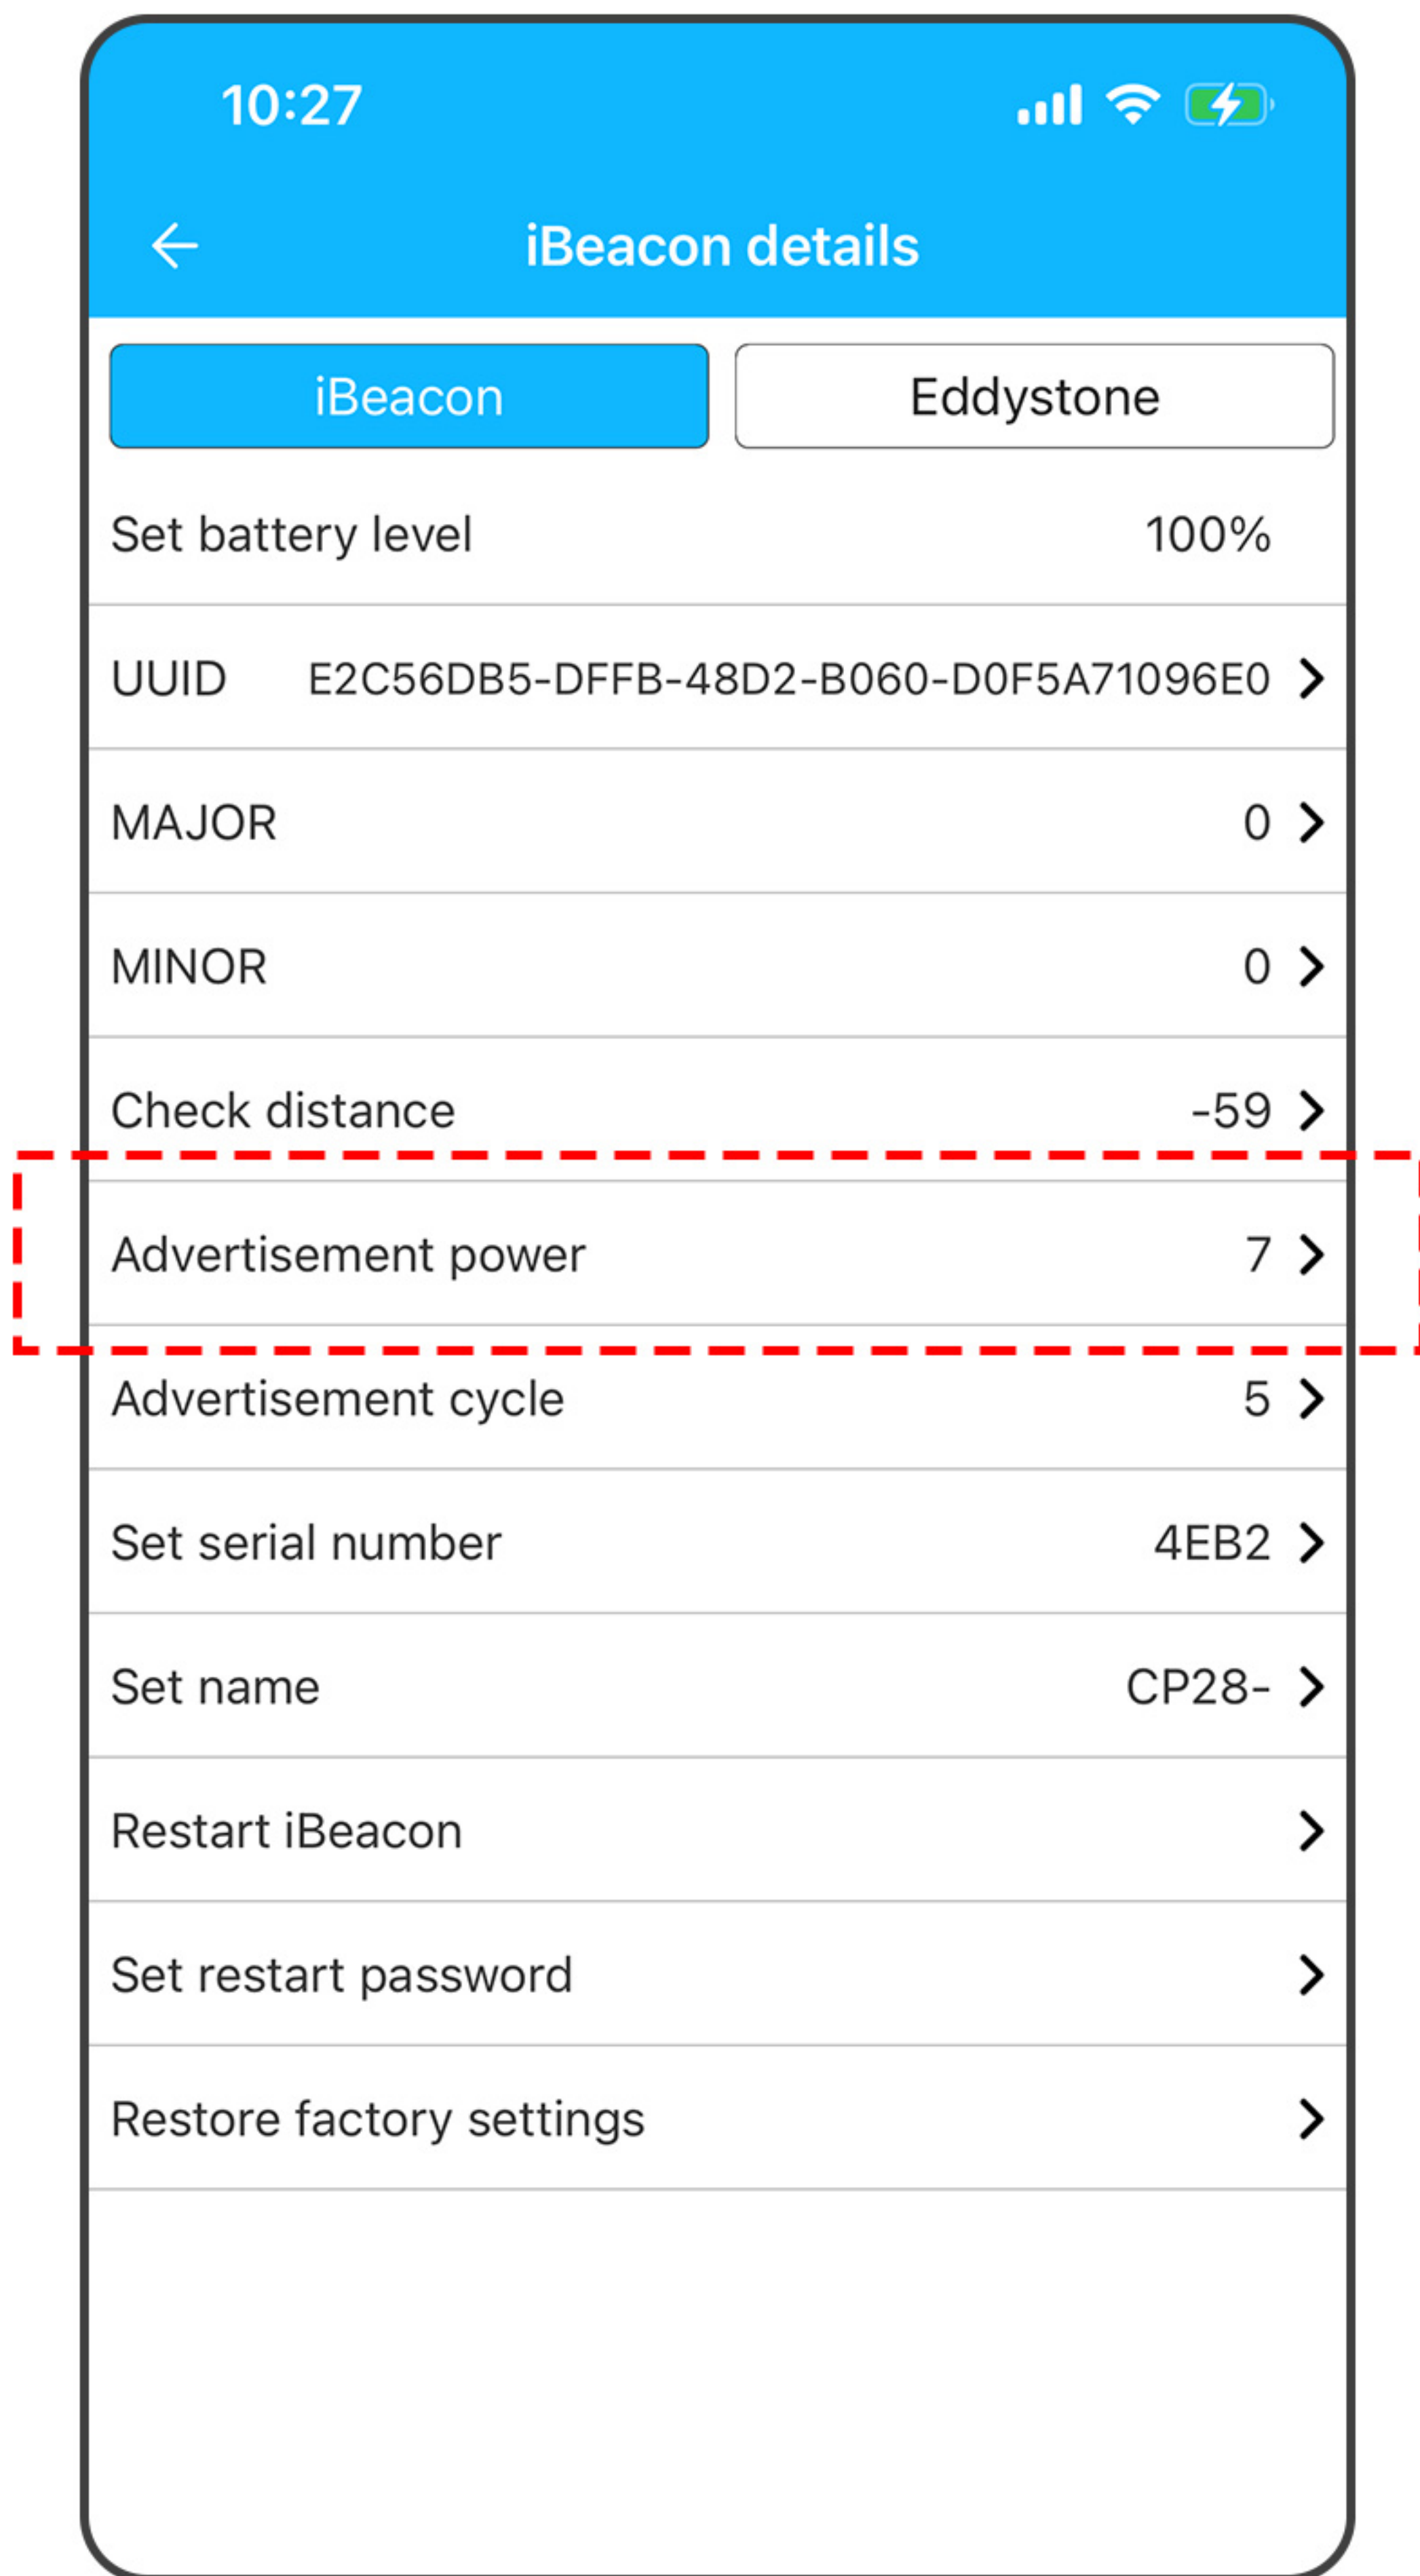 10:27
iBeacon details
iBeacon Eddystone
Set battery level 100%
UUID E2C56DB5-DFFB-48D2-B060-D0F5A71096E0
MAJOR 0
MINOR 0
Check distance -59
Advertisement power 7
Advertisement cycle 5
Set serial number 4EB2
Set name CP28-
Restart iBeacon
Set restart password
Restore factory settings